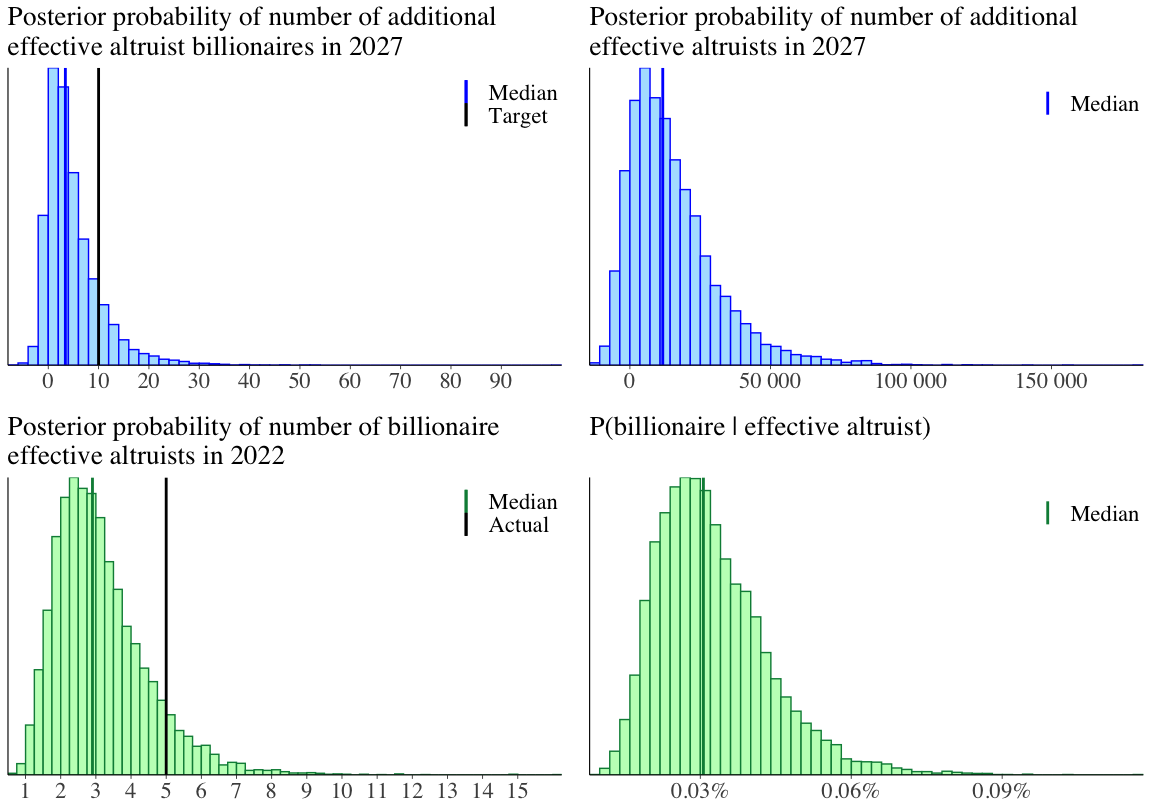 Posterior probability of number of additional
effective altruist billionaires in 2027
Median
Target
0 10 20 30 40 50 60 70 80 90
Posterior probability of number of additional
effective altruists in 2027
Median
0 50 000 100 000 150 000
Posterior probability of number of billionaire
effective altruists in 2022
Median
Actual
1 2 3 4 5 6 7 8 9 10 11 12 13 14 15
P(billionaire | effective altruist)
Median
0.03% 0.06% 0.09%